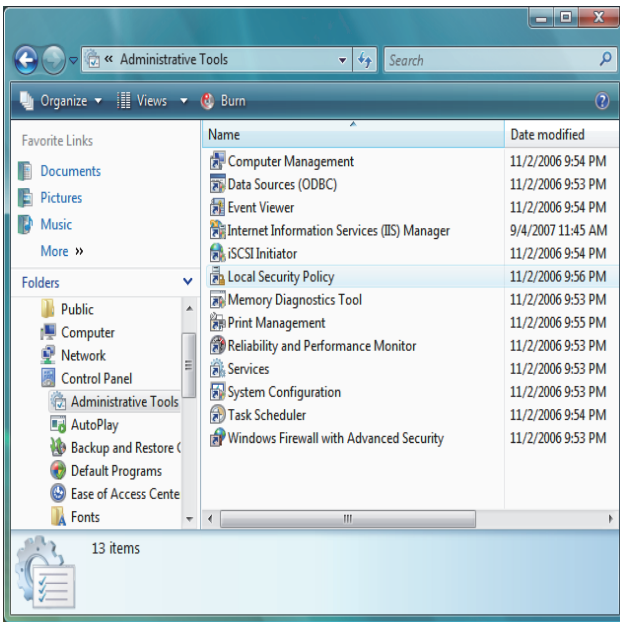 « Administrative Tools
Search
Organize
Views
Burn
Favorite Links
Documents
Pictures
Music
More »
Folders
Public
Computer
Network
Control Panel
Administrative Tools
AutoPlay
Backup and Restore C
Default Programs
Ease of Access Cente
Fonts
Name Date modified
Computer Management 11/2/2006 9:54 PM
Data Sources (ODBC) 11/2/2006 9:53 PM
Event Viewer 11/2/2006 9:54 PM
Internet Information Services (IIS) Manager 9/4/2007 11:45 AM
iSCSI Initiator 11/2/2006 9:54 PM
Local Security Policy 11/2/2006 9:56 PM
Memory Diagnostics Tool 11/2/2006 9:53 PM
Print Management 11/2/2006 9:55 PM
Reliability and Performance Monitor 11/2/2006 9:53 PM
Services 11/2/2006 9:53 PM
System Configuration 11/2/2006 9:53 PM
Task Scheduler 11/2/2006 9:54 PM
Windows Firewall with Advanced Security 11/2/2006 9:53 PM
13 items